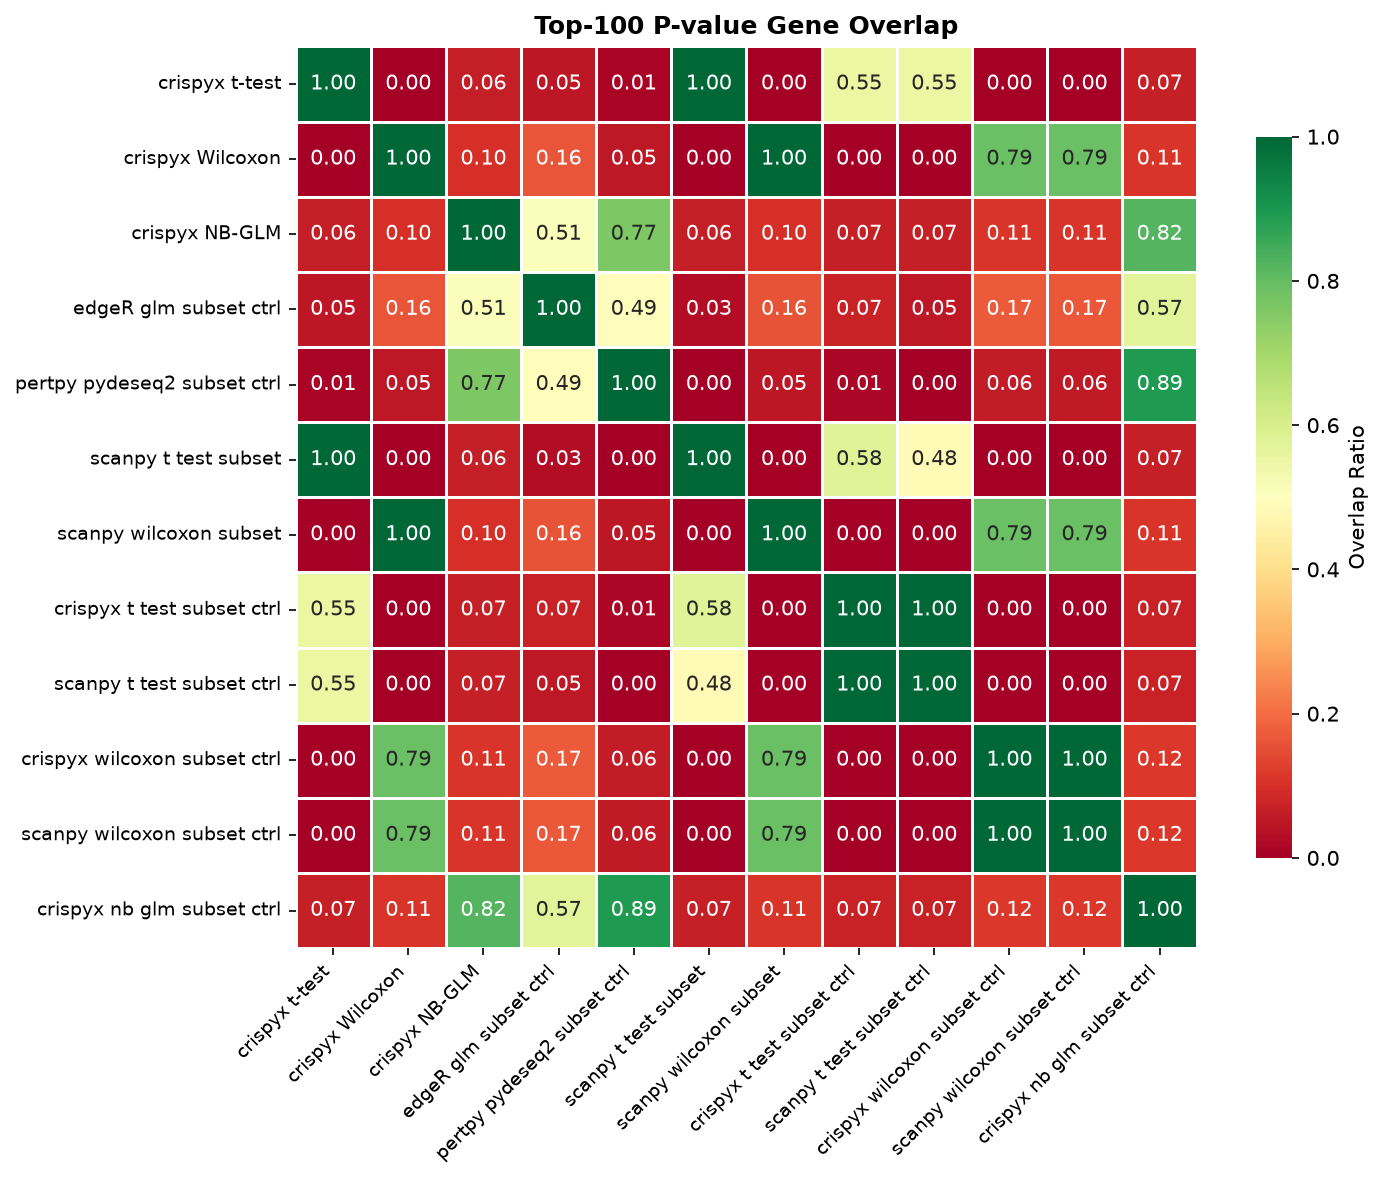 Top-100 P-value Gene Overlap
crispyx t-test 1.00 0.00 0.06 0.05 0.01 1.00 0.00 0.55 0.55 0.00 0.00 0.07
crispyx Wilcoxon 0.00 1.00 0.10 0.16 0.05 0.00 1.00 0.00 0.00 0.79 0.79 0.11
crispyx NB-GLM 0.06 0.10 1.00 0.51 0.77 0.06 0.10 0.07 0.07 0.11 0.11 0.82
edgeR glm subset ctrl 0.05 0.16 0.51 1.00 0.49 0.03 0.16 0.07 0.05 0.17 0.17 0.57
pertpy pydeseq2 subset ctrl 0.01 0.05 0.77 0.49 1.00 0.00 0.05 0.01 0.00 0.06 0.06 0.89
scanpy t test subset 1.00 0.00 0.06 0.03 0.00 1.00 0.00 0.58 0.48 0.00 0.00 0.07
scanpy wilcoxon subset 0.00 1.00 0.10 0.16 0.05 0.00 1.00 0.00 0.00 0.79 0.79 0.11
crispyx t test subset ctrl 0.55 0.00 0.07 0.07 0.01 0.58 0.00 1.00 1.00 0.00 0.00 0.07
scanpy t test subset ctrl 0.55 0.00 0.07 0.05 0.00 0.48 0.00 1.00 1.00 0.00 0.00 0.07
crispyx wilcoxon subset ctrl 0.00 0.79 0.11 0.17 0.06 0.00 0.79 0.00 0.00 1.00 1.00 0.12
scanpy wilcoxon subset ctrl 0.00 0.79 0.11 0.17 0.06 0.00 0.79 0.00 0.00 1.00 1.00 0.12
crispyx nb glm subset ctrl 0.07 0.11 0.82 0.57 0.89 0.07 0.11 0.07 0.07 0.12 0.12 1.00
crispyx t-test
crispyx Wilcoxon
crispyx NB-GLM
edgeR glm subset ctrl
pertpy pydeseq2 subset ctrl
scanpy t test subset
scanpy wilcoxon subset
crispyx t test subset ctrl
scanpy t test subset ctrl
crispyx wilcoxon subset ctrl
scanpy wilcoxon subset ctrl
crispyx nb glm subset ctrl
1.0
0.8
0.6
0.4
0.2
0.0
Overlap Ratio